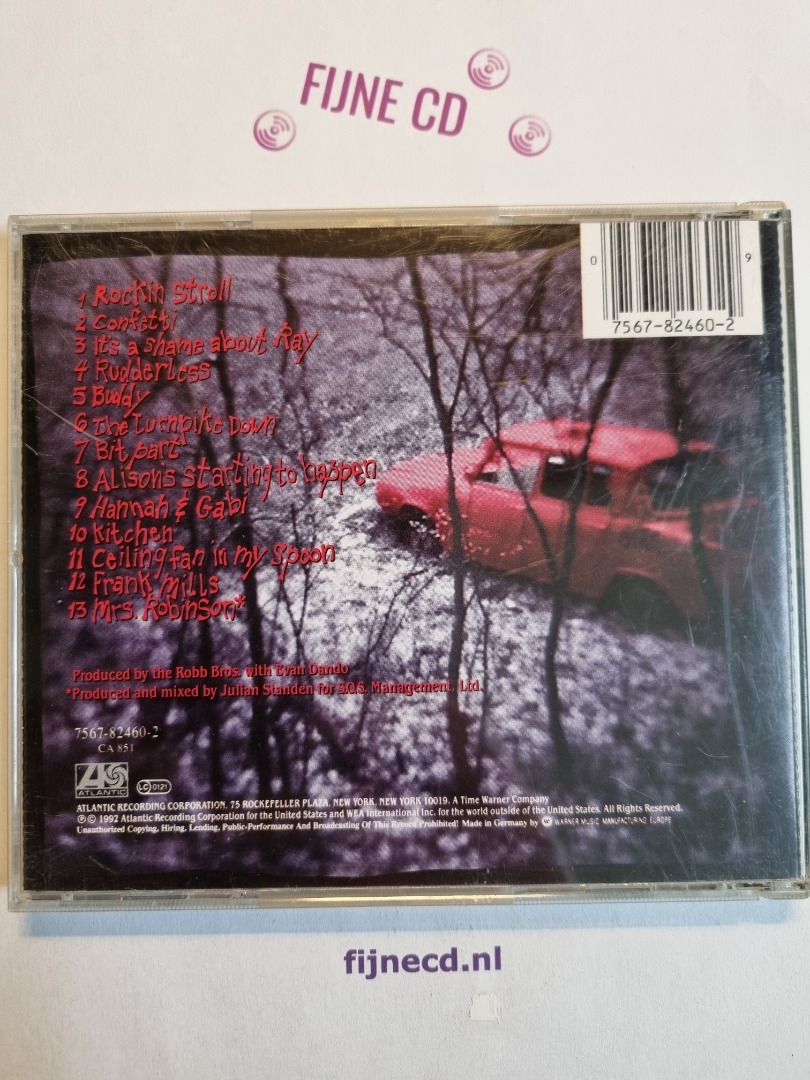 FIJNE CD
0
9
7567-82460-2
1 Rockin Stroll
2 Confetti
3 It's a shame about Ray
4 Rudderless
5 Buddy
6 The Turnpike Down
7 Bit part
8 Alison's starting to happen
9 Hannah & Gabi
10 Kitchen
11 Ceiling fan in my spoon
12 Frank Mills
13 Mrs. Robinson*
Produced by the Robb Bros. with Evan Dando
*Produced and mixed by Julian Standen for S.O.S. Management, Ltd.
7567-82460-2
CA 851
ATLANTIC
LC 0121
ATLANTIC RECORDING CORPORATION, 75 ROCKEFELLER PLAZA, NEW YORK, NEW YORK 10019. A Time Warner Company
℗ © 1992 Atlantic Recording Corporation for the United States and WEA International Inc. for the world outside of the United States. All Rights Reserved.
Unauthorized Copying, Hiring, Lending, Public-Performance And Broadcasting Of This Record Prohibited! Made in Germany by WARNER MUSIC MANUFACTURING EUROPE
fijnecd.nl